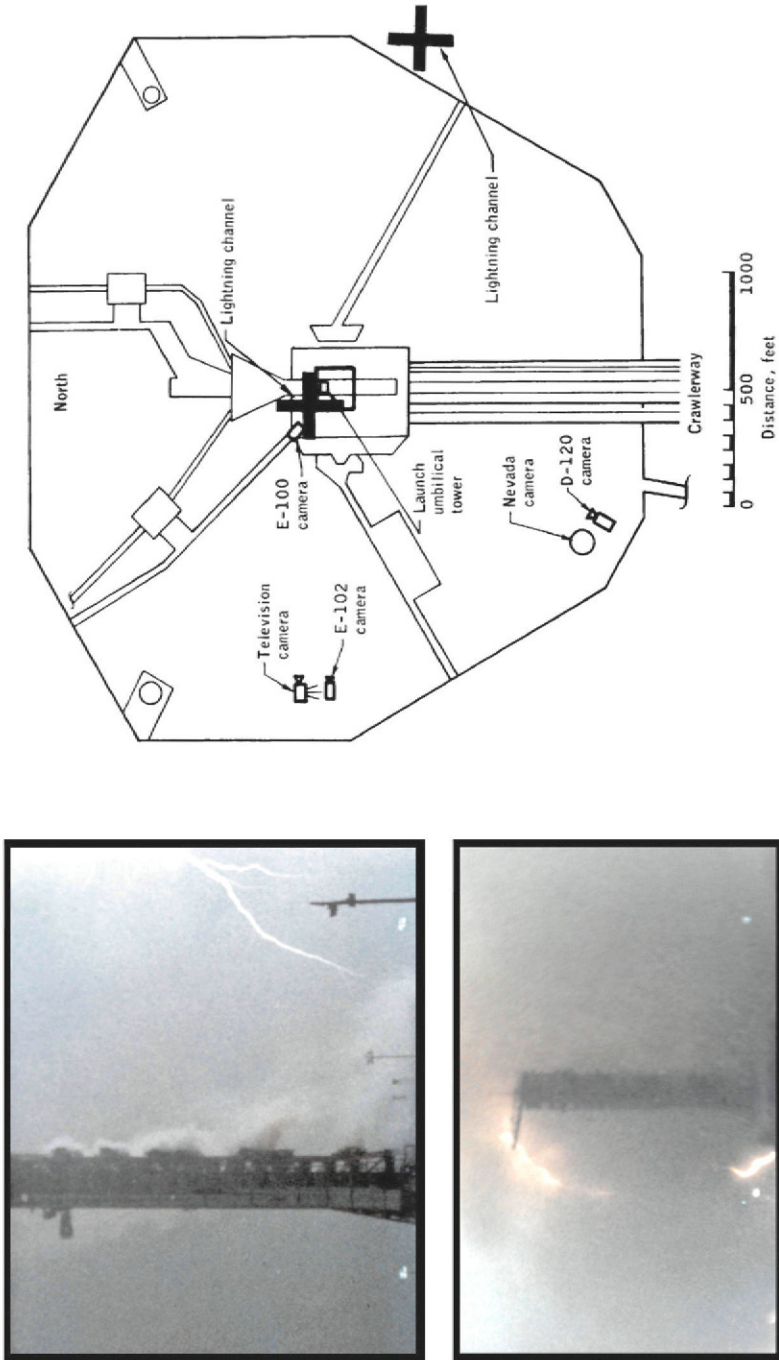 North
Lightning channel
Lightning channel
E-100
camera
Television
camera
E-102
camera
Launch
umbilical
tower
Nevada
camera
D-120
camera
Crawlerway
0 500 1000
Distance, feet